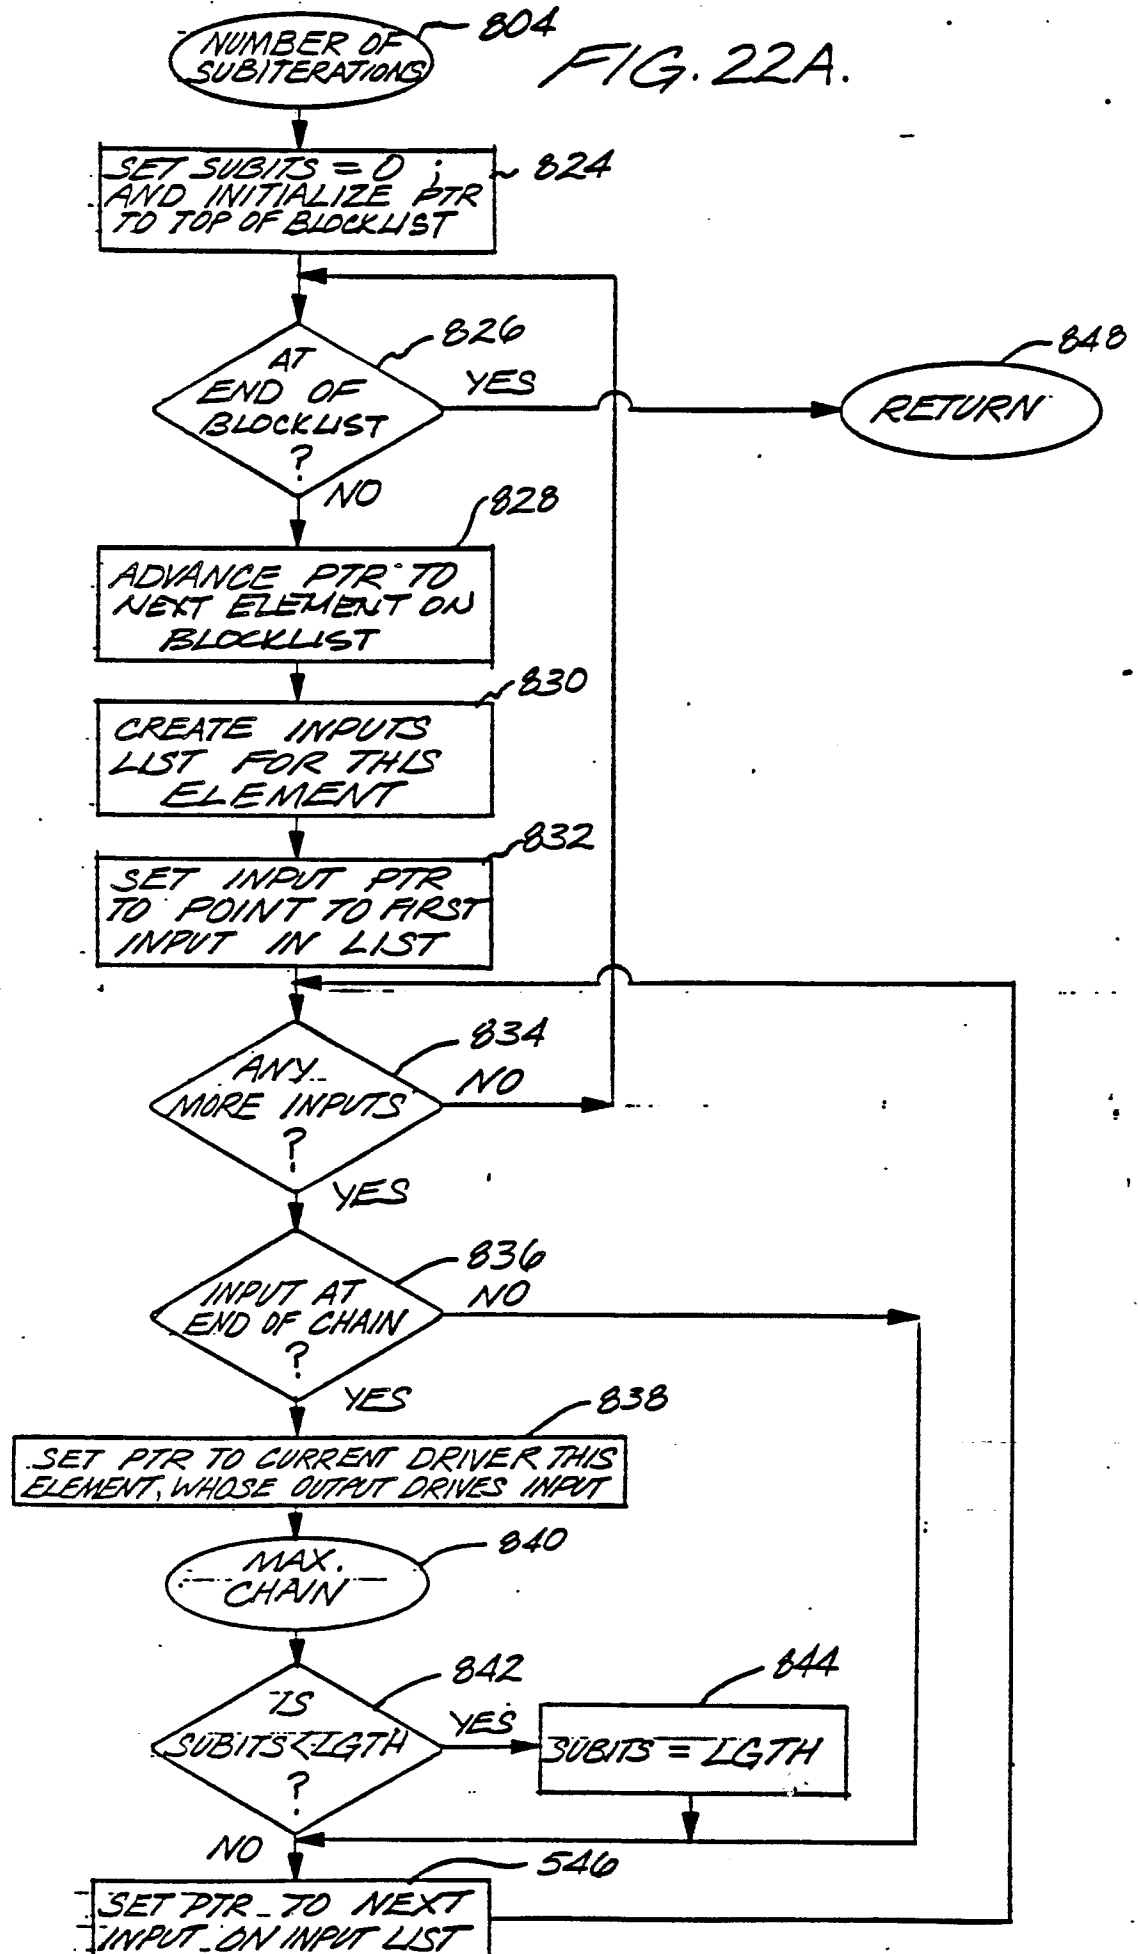 804
NUMBER OF
SUBITERATIONS
FIG. 22A.
824
SET SUBITS = 0 ;
AND INITIALIZE PTR
TO TOP OF BLOCKLIST
826
AT
END OF
BLOCKLIST
?
YES
NO
848
RETURN
828
ADVANCE PTR TO
NEXT ELEMENT ON
BLOCKLIST
830
CREATE INPUTS
LIST FOR THIS
ELEMENT
832
SET INPUT PTR
TO POINT TO FIRST
INPUT IN LIST
834
ANY
MORE INPUTS
?
NO
YES
836
INPUT AT
END OF CHAIN
?
NO
YES
838
SET PTR TO CURRENT DRIVER THIS
ELEMENT, WHOSE OUTPUT DRIVES INPUT
840
MAX.
CHAIN
842
IS
SUBITS<LGTH
?
YES
NO
844
SUBITS = LGTH
546
SET PTR TO NEXT
INPUT ON INPUT LIST